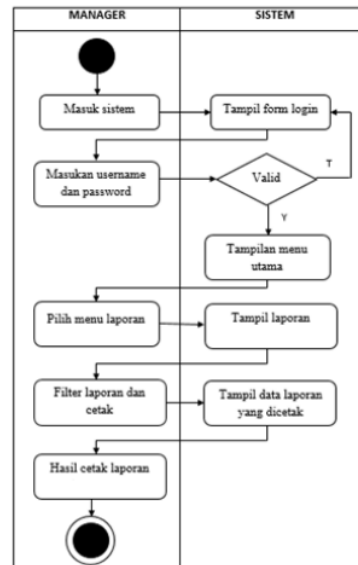 MANAGER
SISTEM
Masuk sistem
Tampil form login
Masukan username
dan password
Valid
T
Y
Tampilan menu
utama
Pilih menu laporan
Tampil laporan
Filter laporan dan
cetak
Tampil data laporan
yang dicetak
Hasil cetak laporan